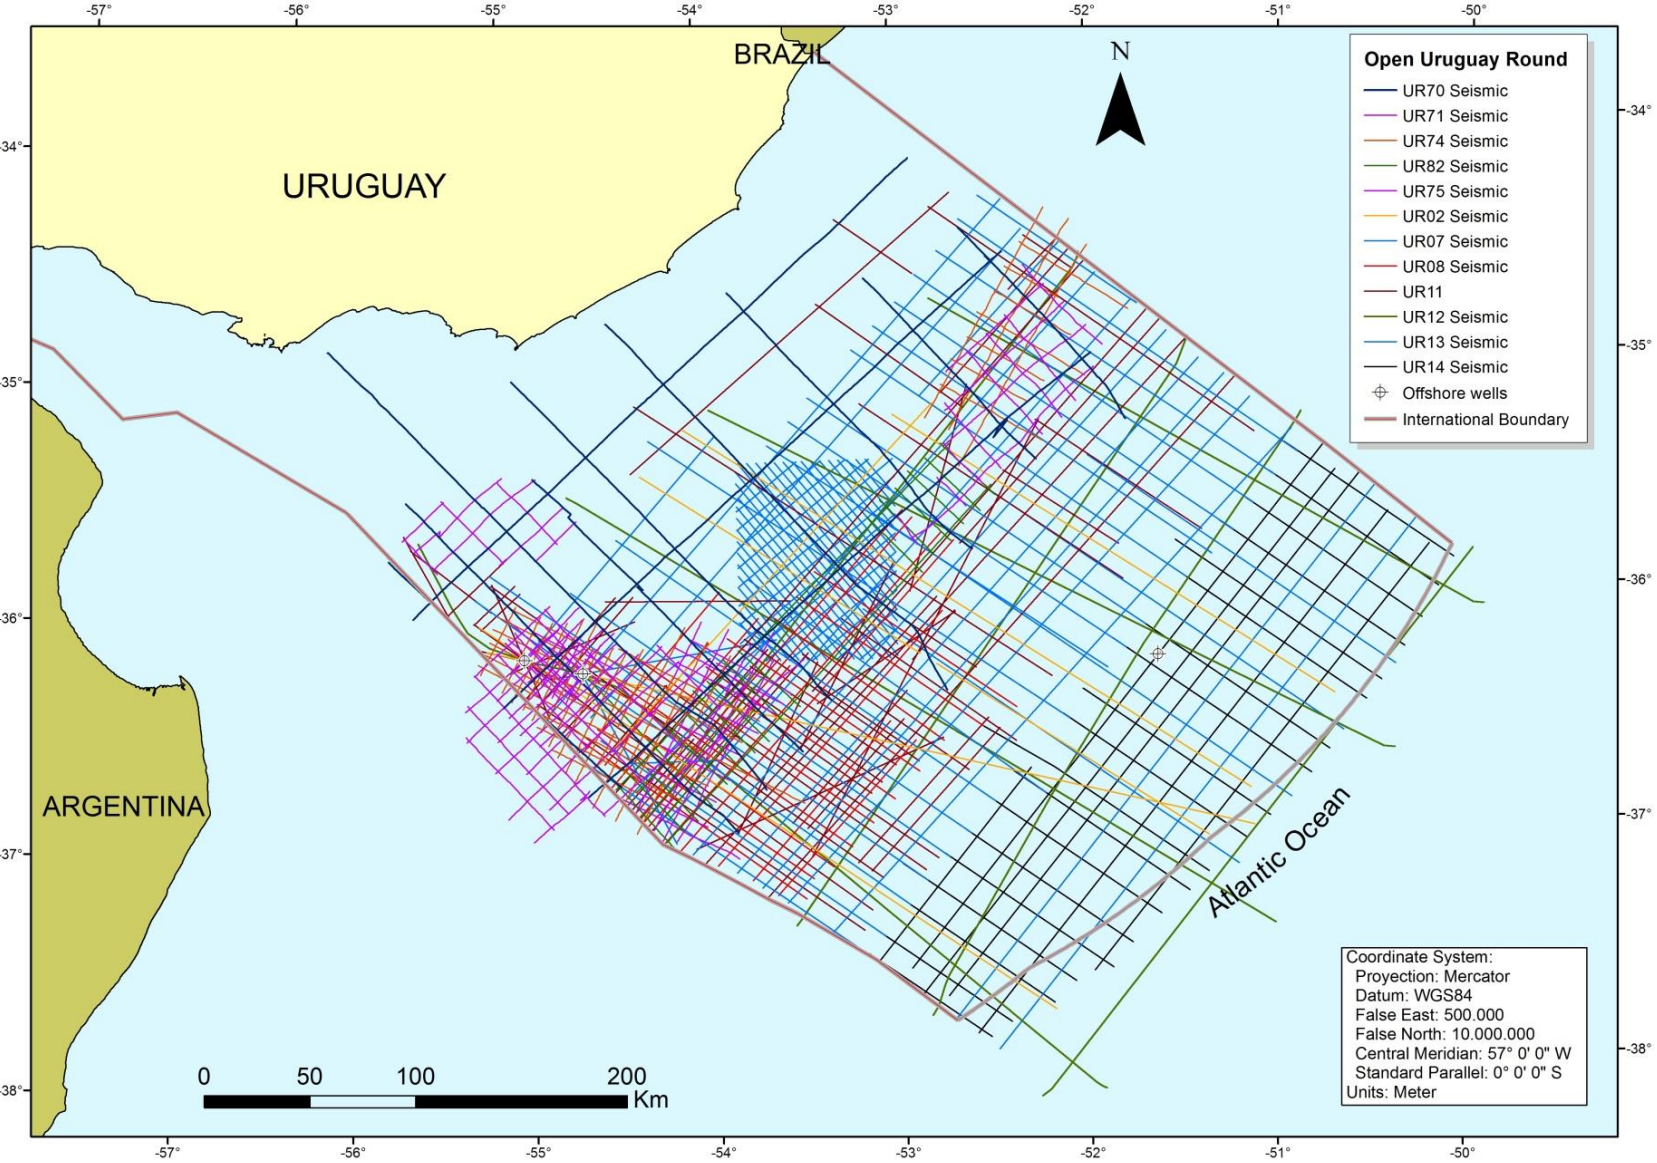 -57° -56° -55° -54° -53° -52° -51° -50°
BRAZIL
N
Open Uruguay Round
UR70 Seismic
UR71 Seismic
UR74 Seismic
UR82 Seismic
UR75 Seismic
UR02 Seismic
UR07 Seismic
UR08 Seismic
UR11
UR12 Seismic
UR13 Seismic
UR14 Seismic
Offshore wells
International Boundary
-34°
-34°
URUGUAY
-35°
-35°
-36°
-36°
ARGENTINA
-37°
-37°
Atlantic Ocean
-38°
-38°
0 50 100 200
Km
Coordinate System:
Proyection: Mercator
Datum: WGS84
False East: 500.000
False North: 10.000.000
Central Meridian: 57° 0' 0" W
Standard Parallel: 0° 0' 0" S
Units: Meter
-57° -56° -55° -54° -53° -52° -51° -50°